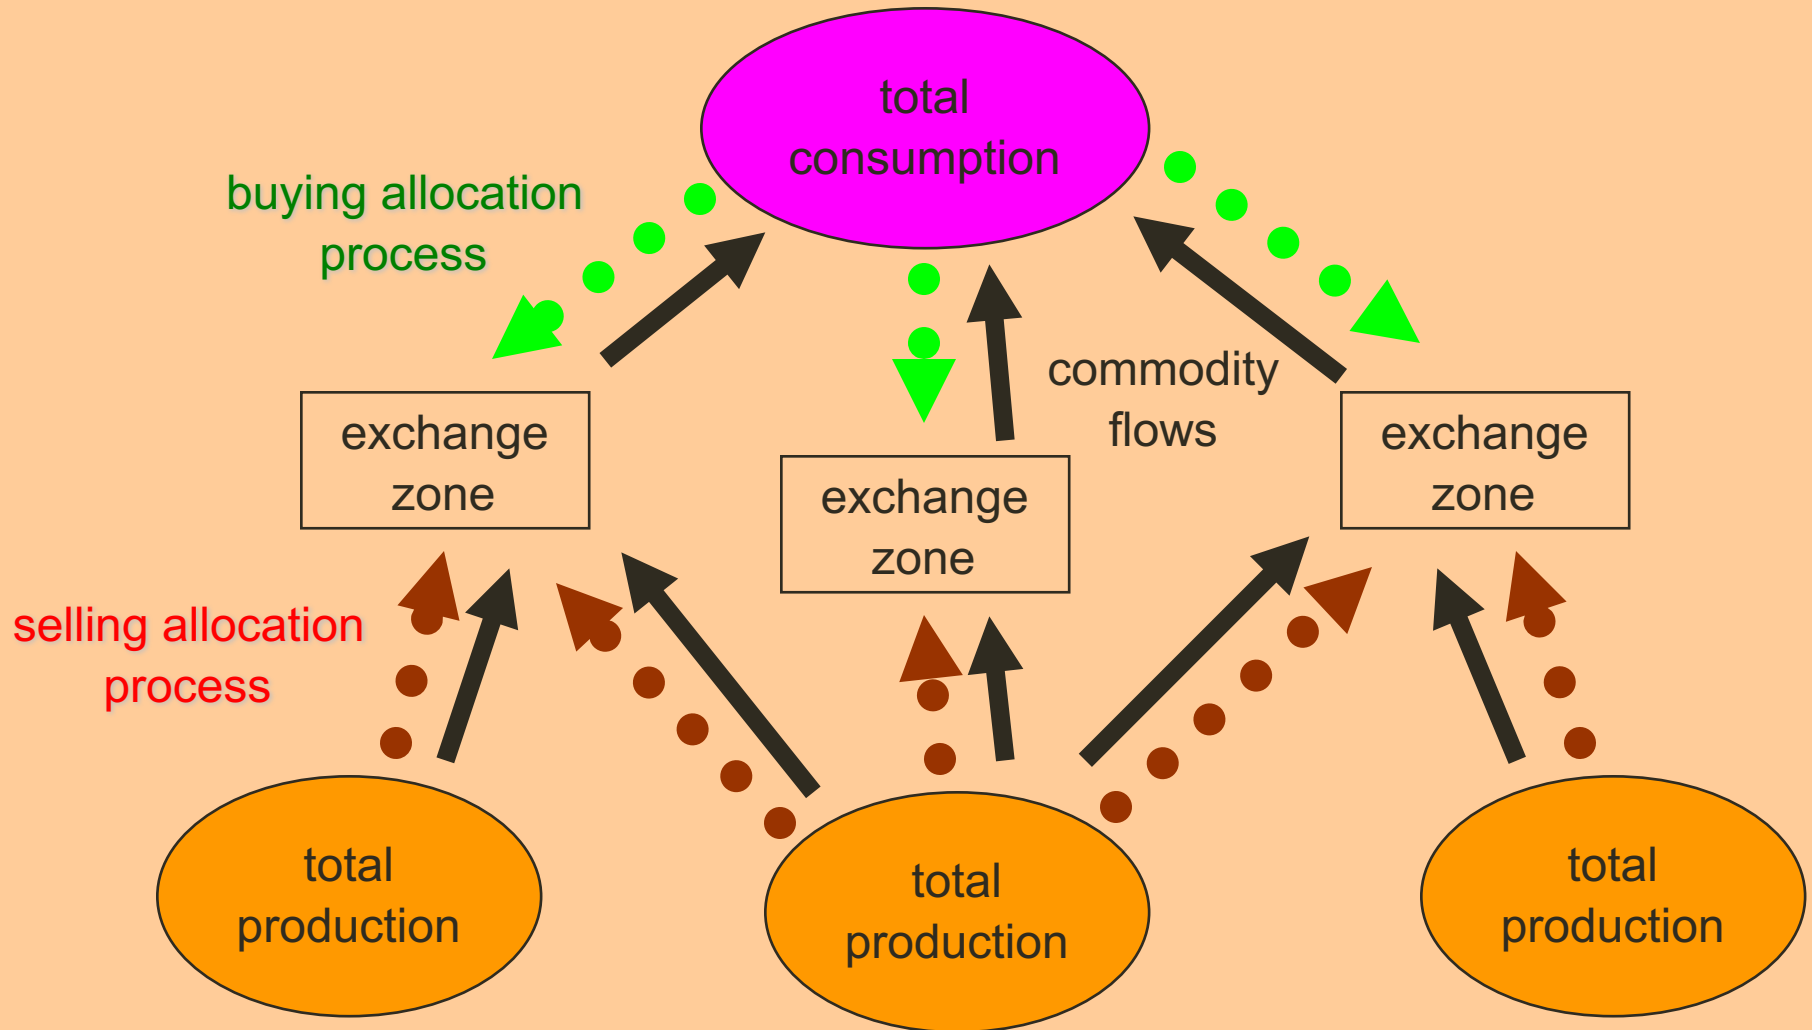 total
consumption
buying allocation
process
commodity
flows
exchange
zone
exchange
zone
exchange
zone
selling allocation
process
total
production
total
production
total
production